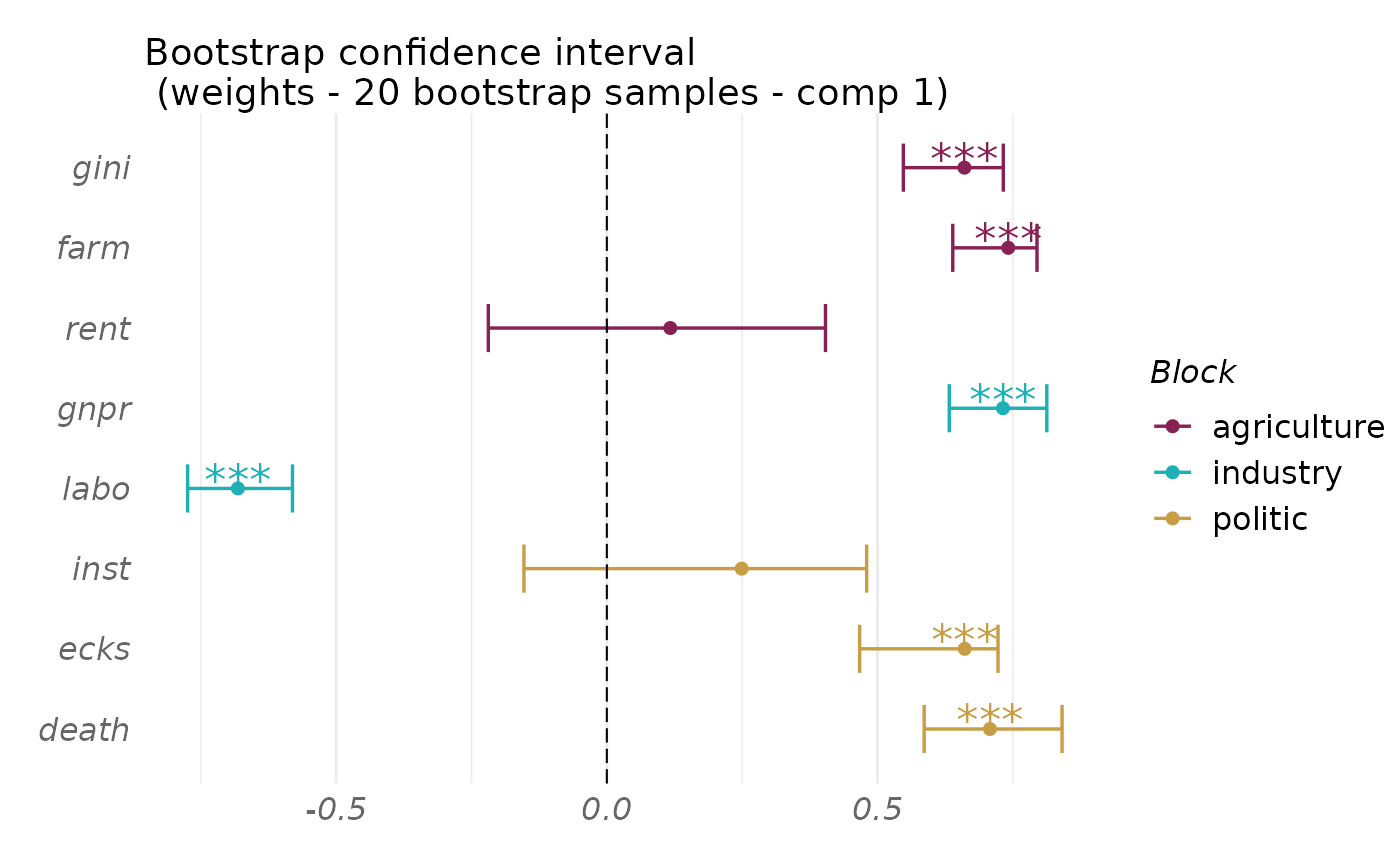 Bootstrap confidence interval
(weights - 20 bootstrap samples - comp 1)
gini
***
farm
***
rent
gnpr
***
labo
***
inst
ecks
***
death
***
-0.5
0.0
0.5
Block
agriculture
industry
politic